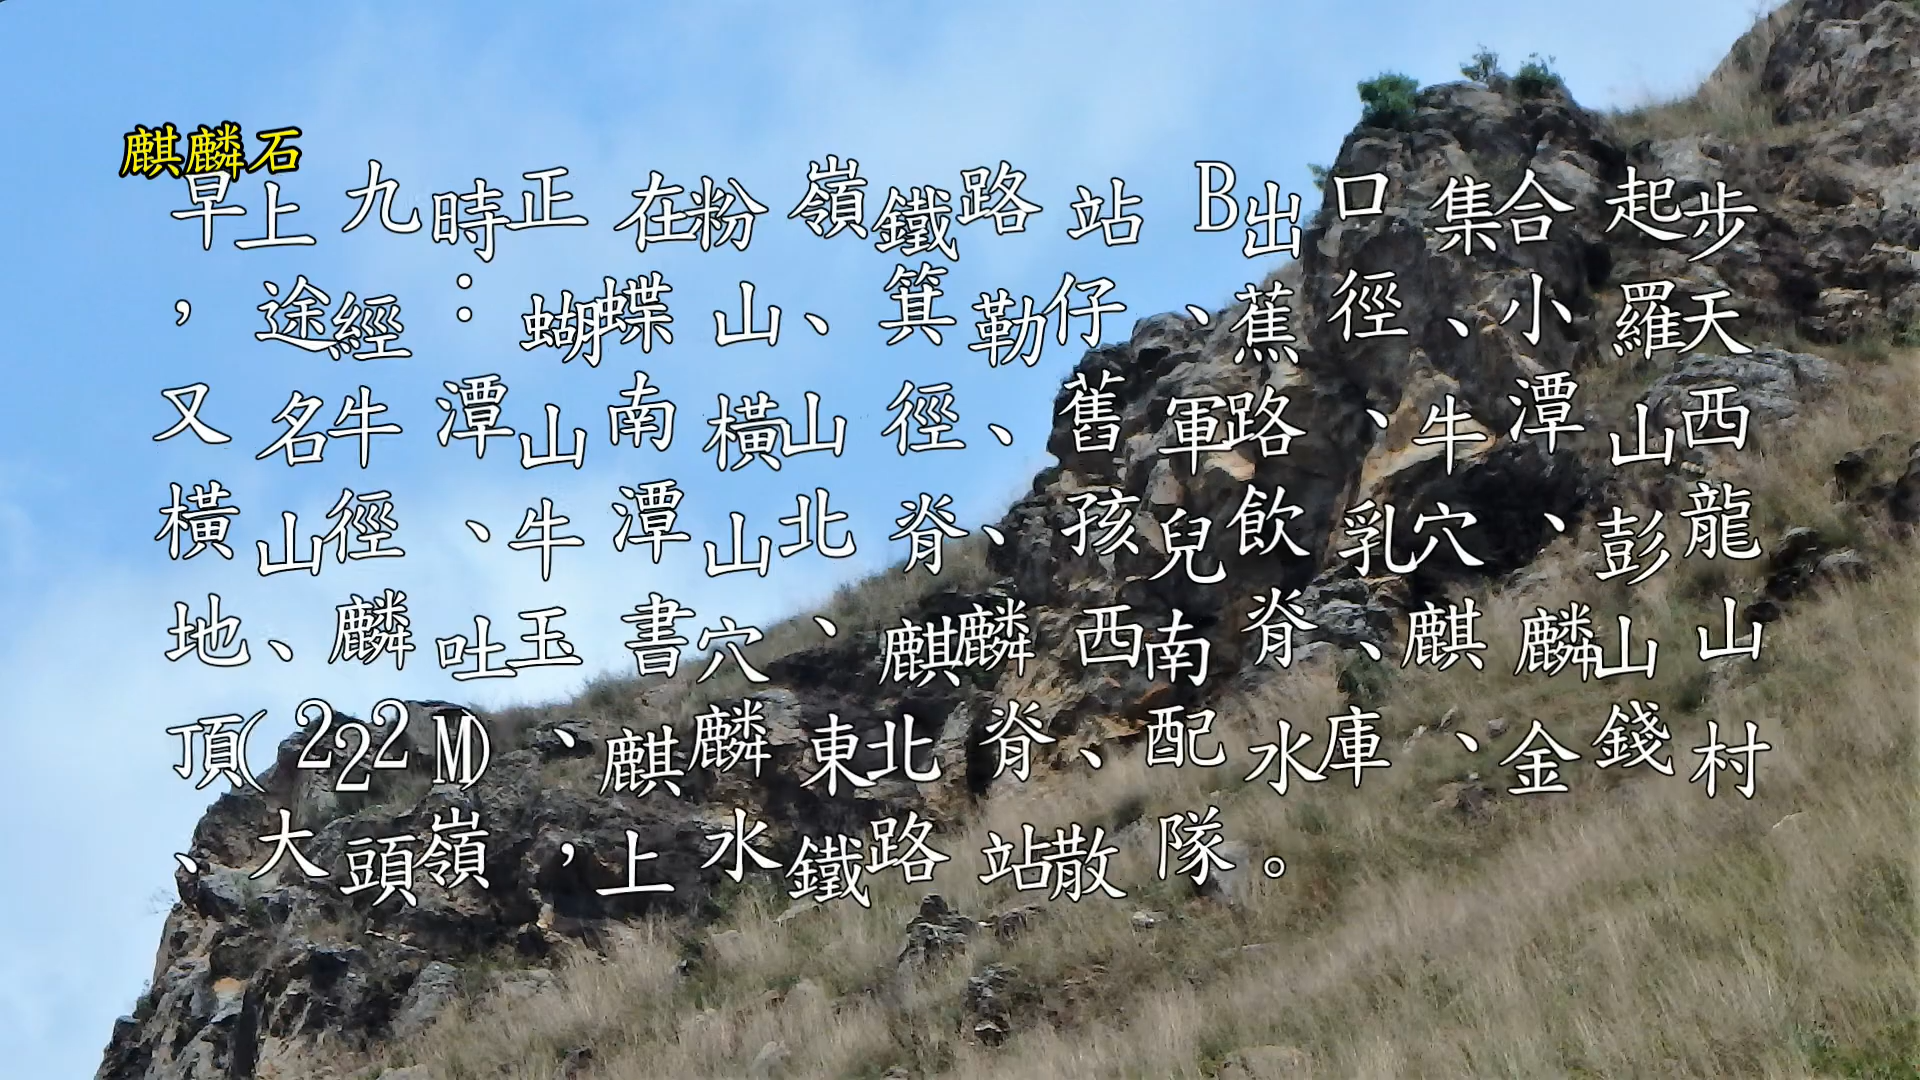 麒麟石
早上九時正在粉嶺鐵路站B出口集合起步
，途經：蝴蝶山、箕勒仔、蕉徑、小羅天
又名牛潭山南橫山徑、舊軍路、牛潭山西
橫山徑、牛潭山北脊、孩兒飲乳穴、彭龍
地、麟吐玉書穴、麒麟西南脊、麒麟山山
頂(222M)、麒麟東北脊、配水庫、金錢村
、大頭嶺，上水鐵路站散隊。